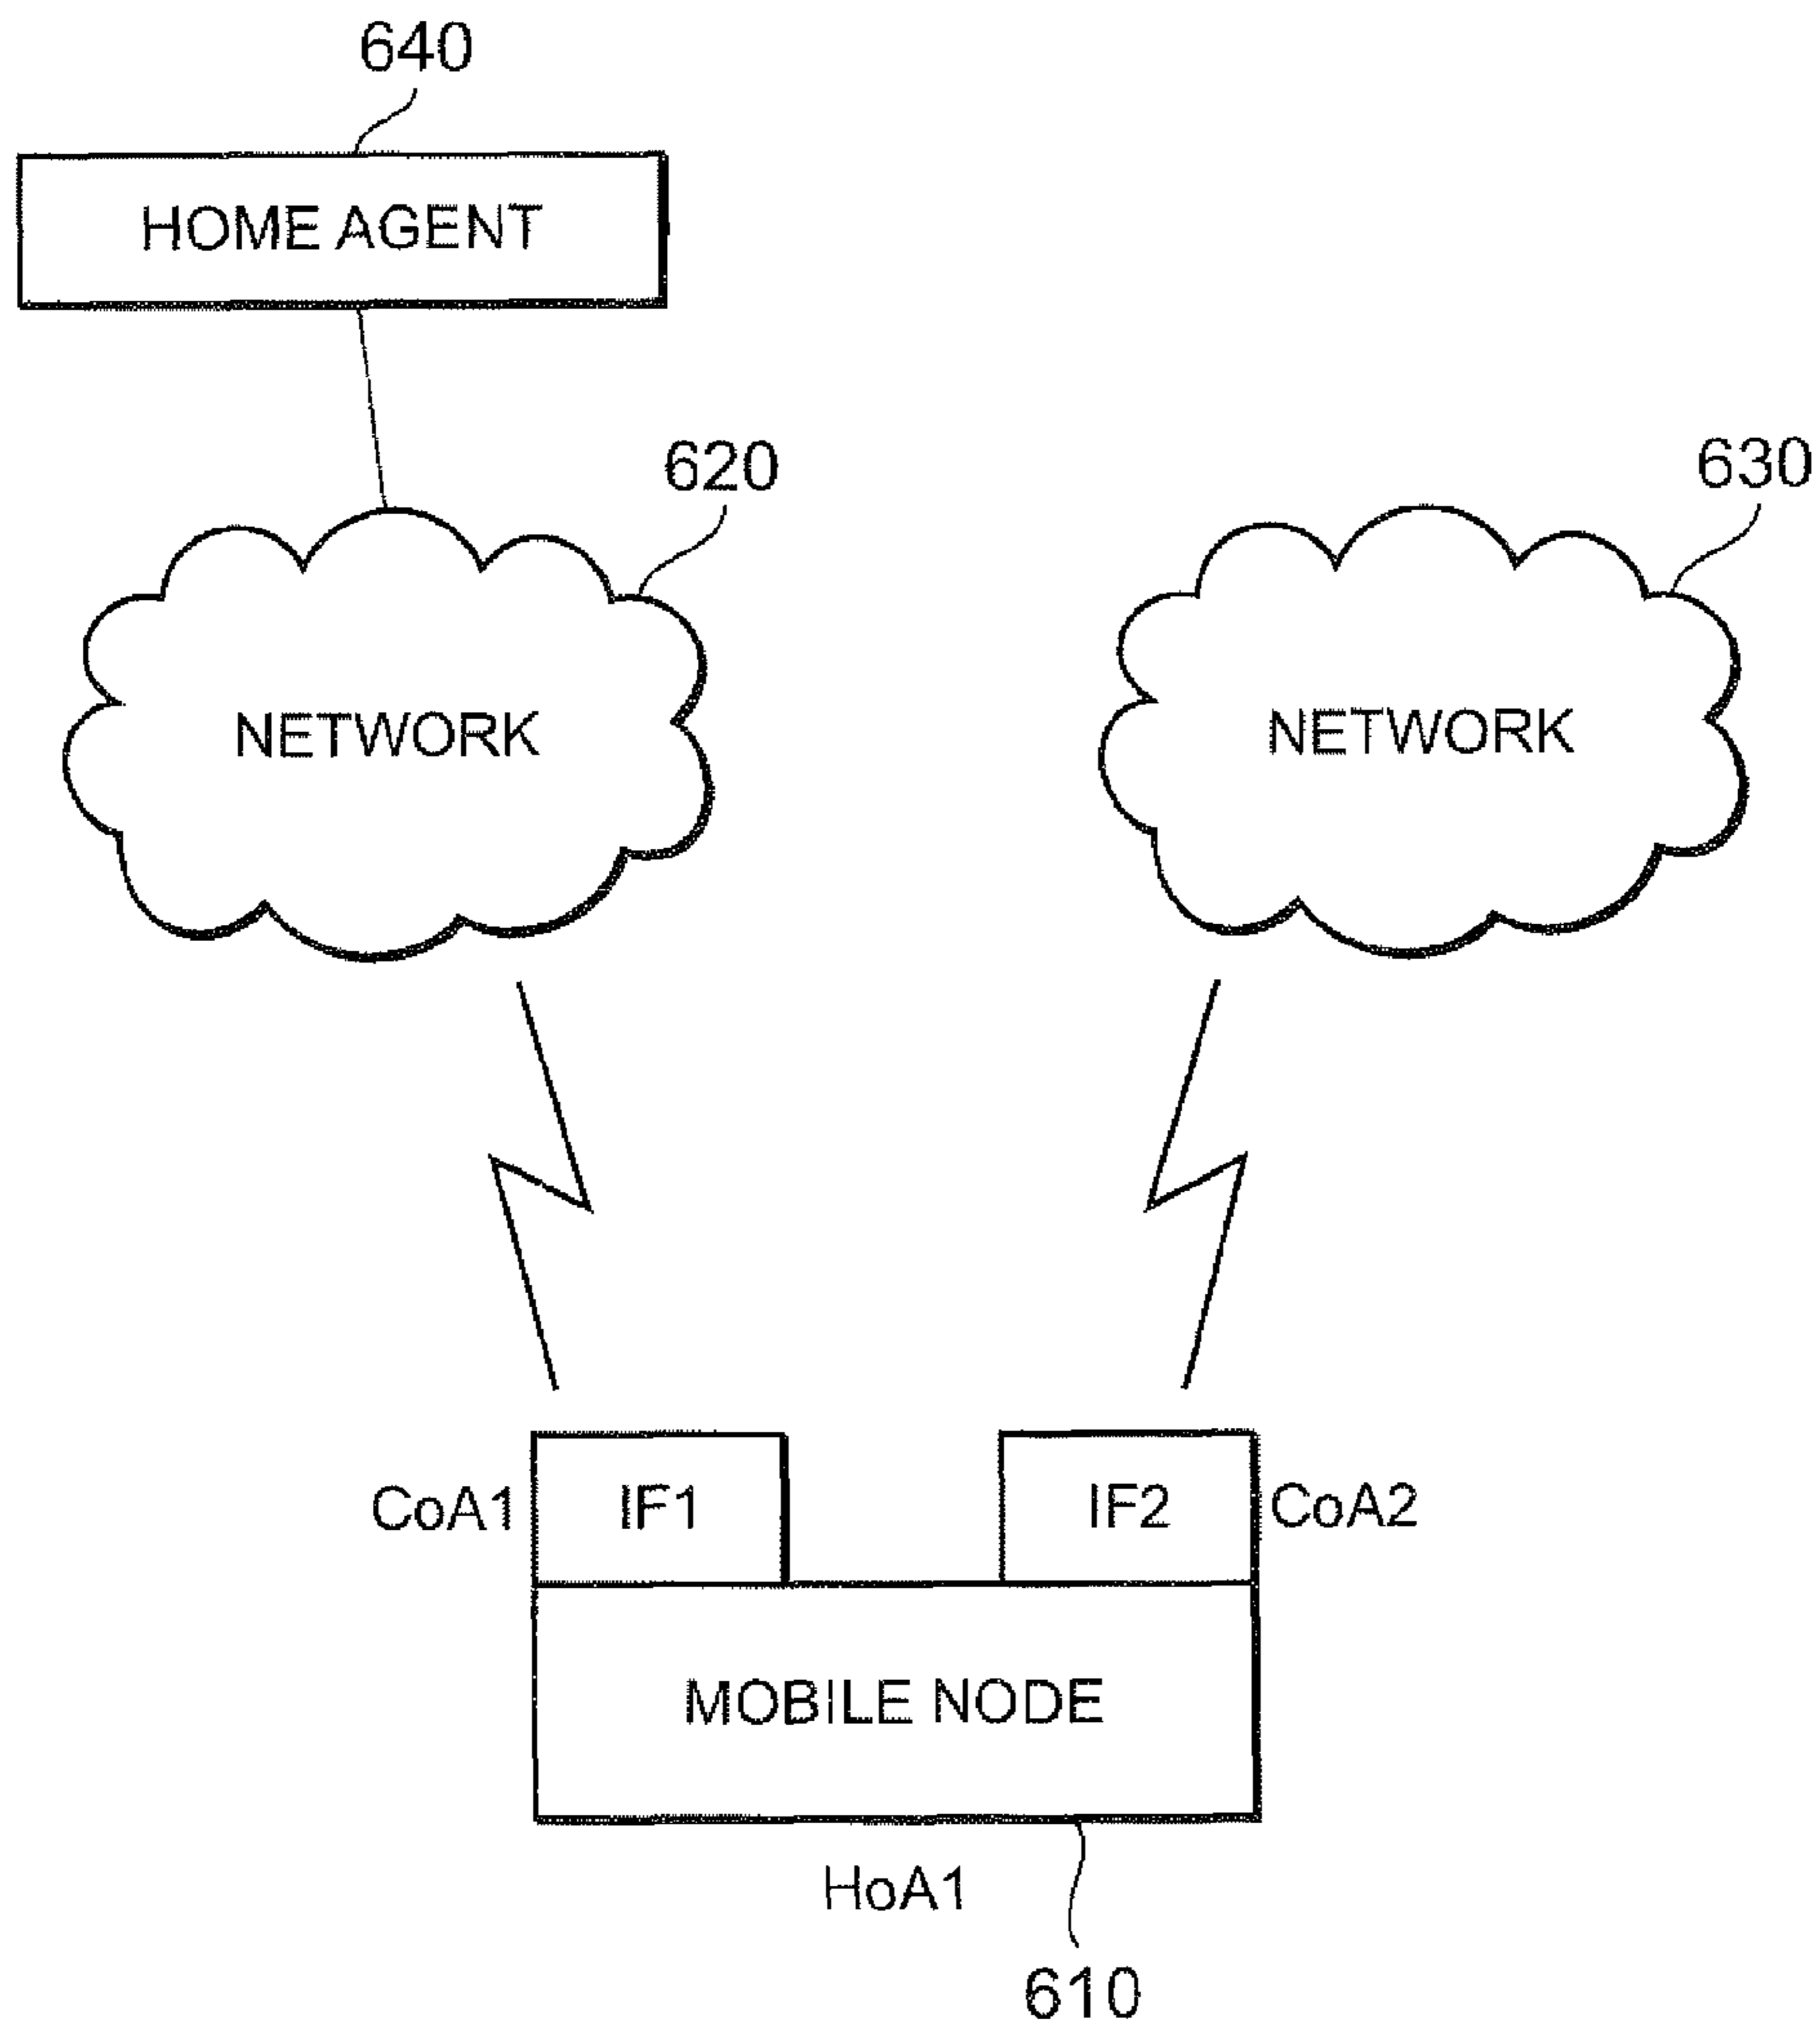 640
HOME AGENT
620
630
NETWORK
NETWORK
CoA1
IF1
IF2
CoA2
MOBILE NODE
HoA1
610